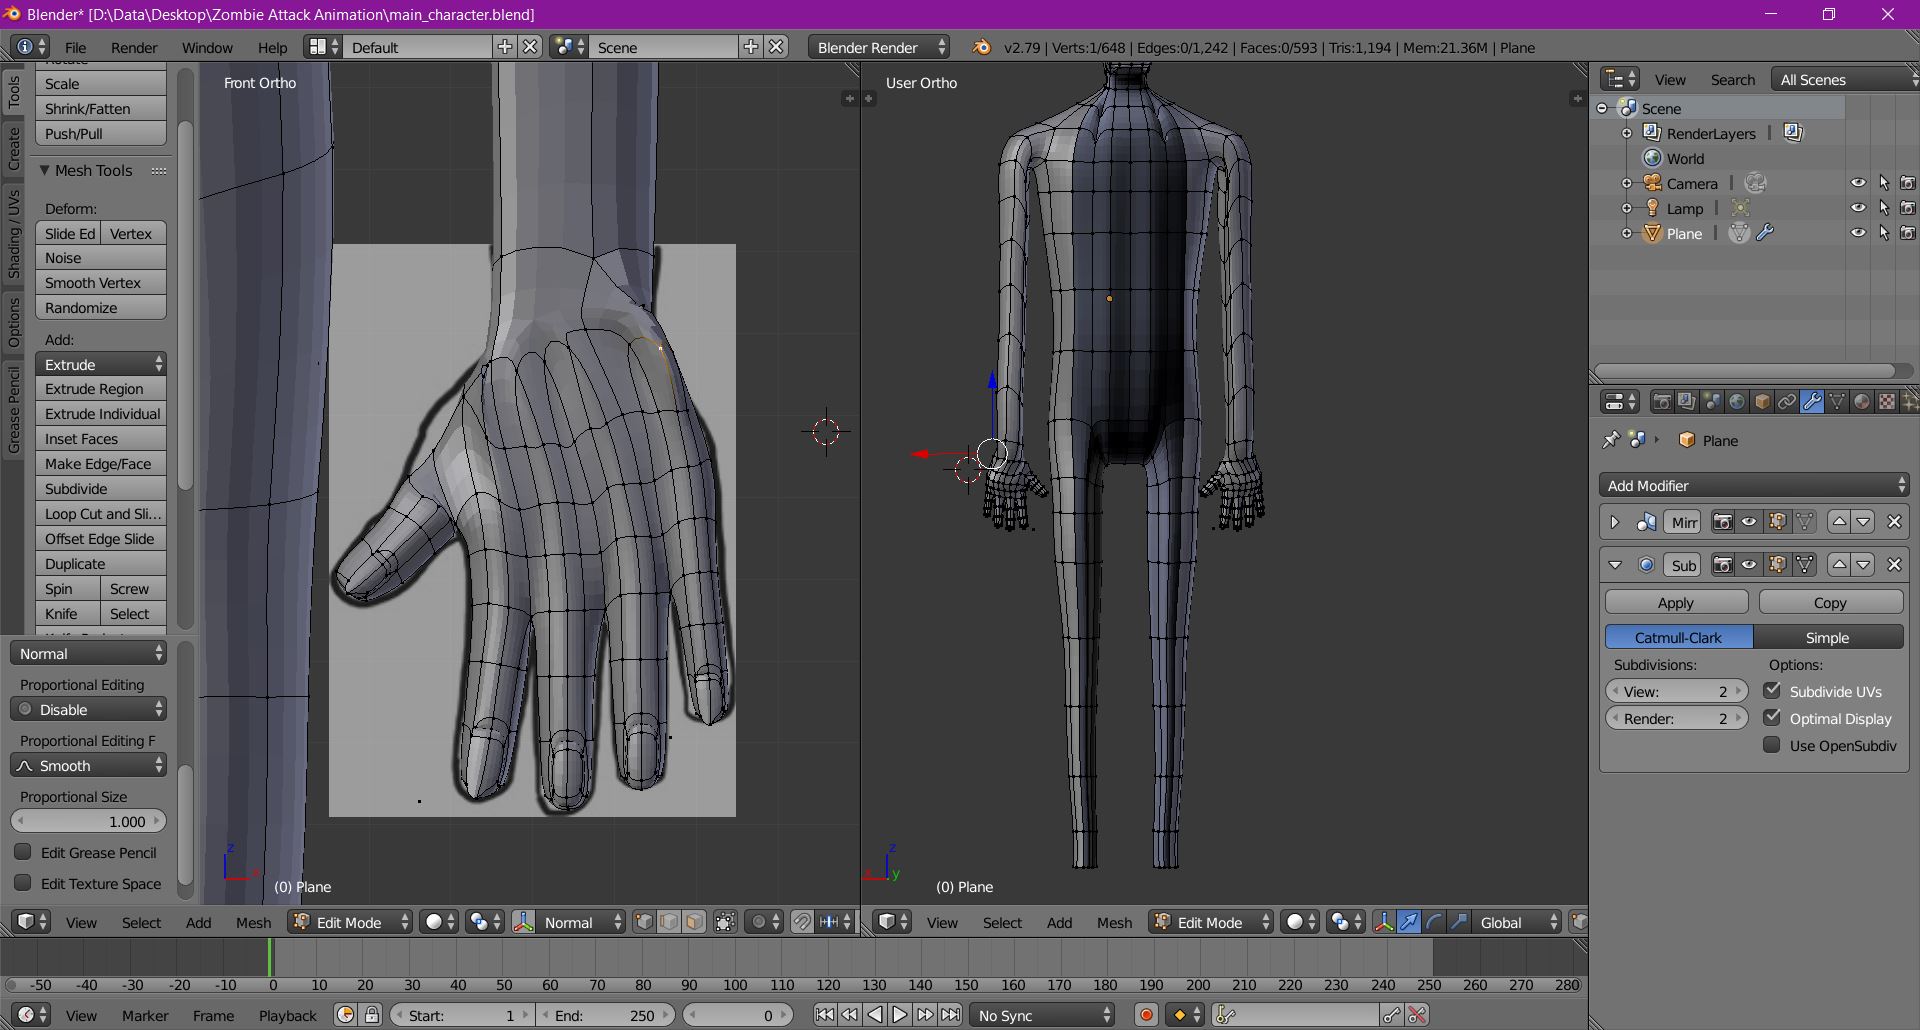 Blender* [D:\Data\Desktop\Zombie Attack Animation\main_character.blend]
File Render Window Help Default Scene Blender Render v2.79 | Verts:1/648 | Edges:0/1,242 | Faces:0/593 | Tris:1,194 | Mem:21.36M | Plane
Tools
Create
Shading / UVs
Options
Grease Pencil
Scale
Shrink/Fatten
Push/Pull
Mesh Tools
Deform:
Slide Ed Vertex
Noise
Smooth Vertex
Randomize
Add:
Extrude
Extrude Region
Extrude Individual
Inset Faces
Make Edge/Face
Subdivide
Loop Cut and Sli...
Offset Edge Slide
Duplicate
Spin Screw
Knife Select
Normal
Proportional Editing
Disable
Proportional Editing F
Smooth
Proportional Size
1.000
Edit Grease Pencil
Edit Texture Space
Front Ortho
z
x
(0) Plane
View Select Add Mesh Edit Mode Normal
User Ortho
z
x y
(0) Plane
View Select Add Mesh Edit Mode Global
View Search All Scenes
Scene
RenderLayers |
World
Camera |
Lamp |
Plane |
Plane
Add Modifier
Mirr
Sub
Apply Copy
Catmull-Clark Simple
Subdivisions: Options:
View: 2 Subdivide UVs
Render: 2 Optimal Display
Use OpenSubdiv
-50 -40 -30 -20 -10 0 10 20 30 40 50 60 70 80 90 100 110 120 130 140 150 160 170 180 190 200 210 220 230 240 250 260 270 280
View Marker Frame Playback Start: 1 End: 250 0 No Sync